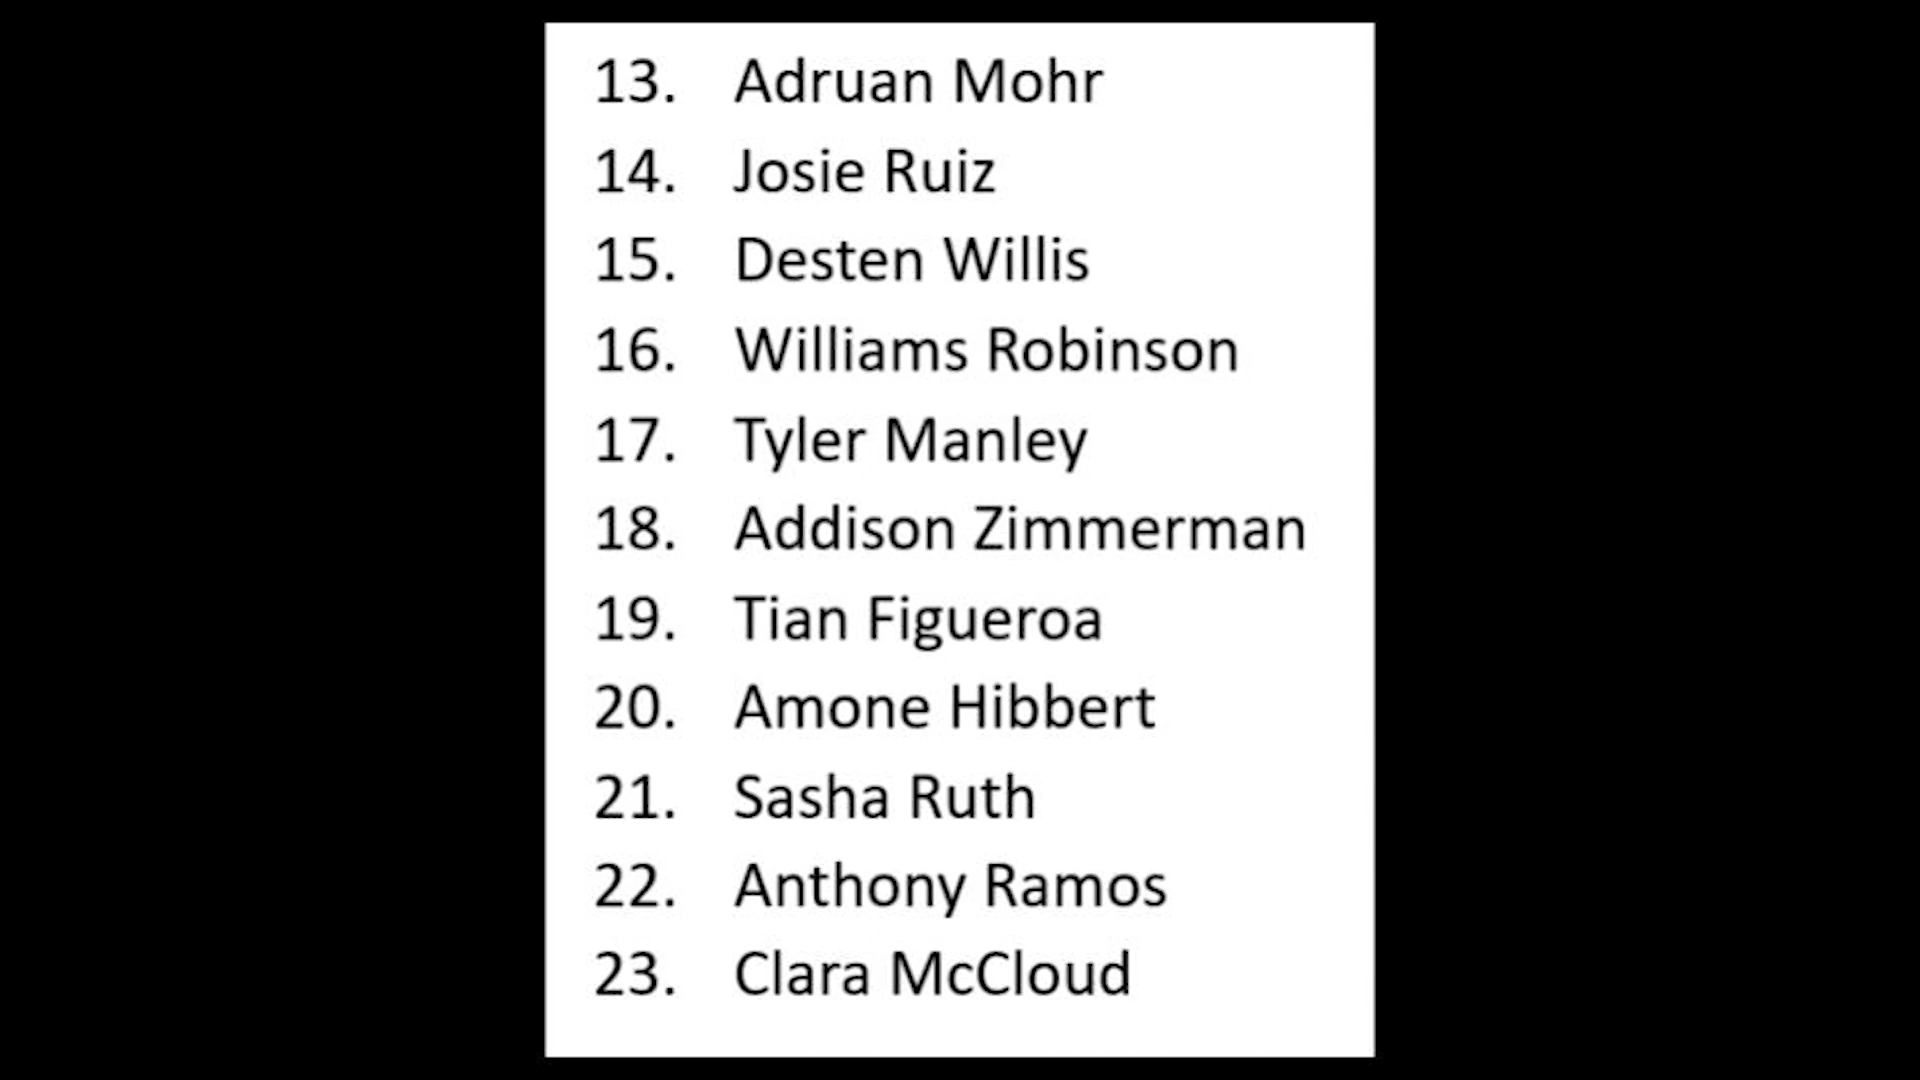 13. Adruan Mohr
14. Josie Ruiz
15. Desten Willis
16. Williams Robinson
17. Tyler Manley
18. Addison Zimmerman
19. Tian Figueroa
20. Amone Hibbert
21. Sasha Ruth
22. Anthony Ramos
23. Clara McCloud